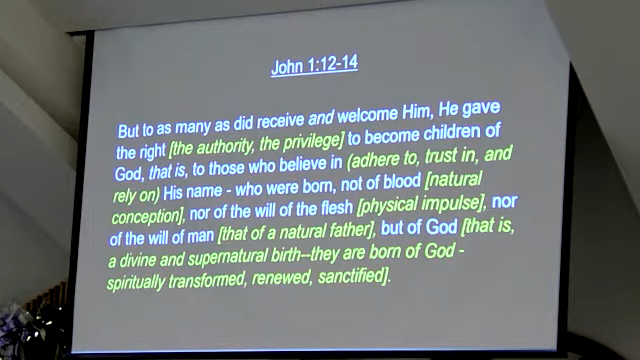 John 1:12-14
But to as many as did receive and welcome Him, He gave
the right [the authority, the privilege] to become children of
God, that is, to those who believe in (adhere to, trust in, and
rely on) His name - who were born, not of blood [natural
conception], nor of the will of the flesh [physical impulse], nor
of the will of man [that of a natural father], but of God [that is,
a divine and supernatural birth--they are born of God -
spiritually transformed, renewed, sanctified].